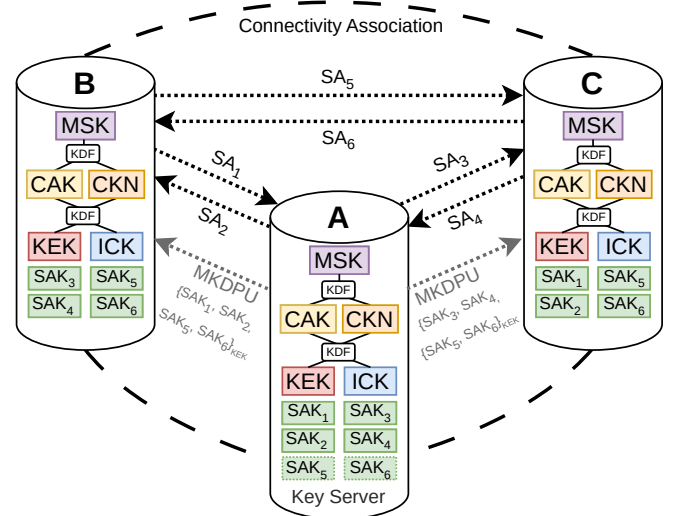 Connectivity Association
B
MSK
KDF
CAK CKN
KDF
KEK ICK
SAK3 SAK5
SAK4 SAK6
C
MSK
KDF
CAK CKN
KDF
KEK ICK
SAK1 SAK5
SAK2 SAK6
SA5
SA6
SA1
SA2
SA3
SA4
MKDPU
{SAK1, SAK2,
SAK5, SAK6}KEK
MKDPU
{SAK3, SAK4,
{SAK5, SAK6}KEK
A
MSK
KDF
CAK CKN
KDF
KEK ICK
SAK1 SAK3
SAK2 SAK4
SAK5 SAK6
Key Server